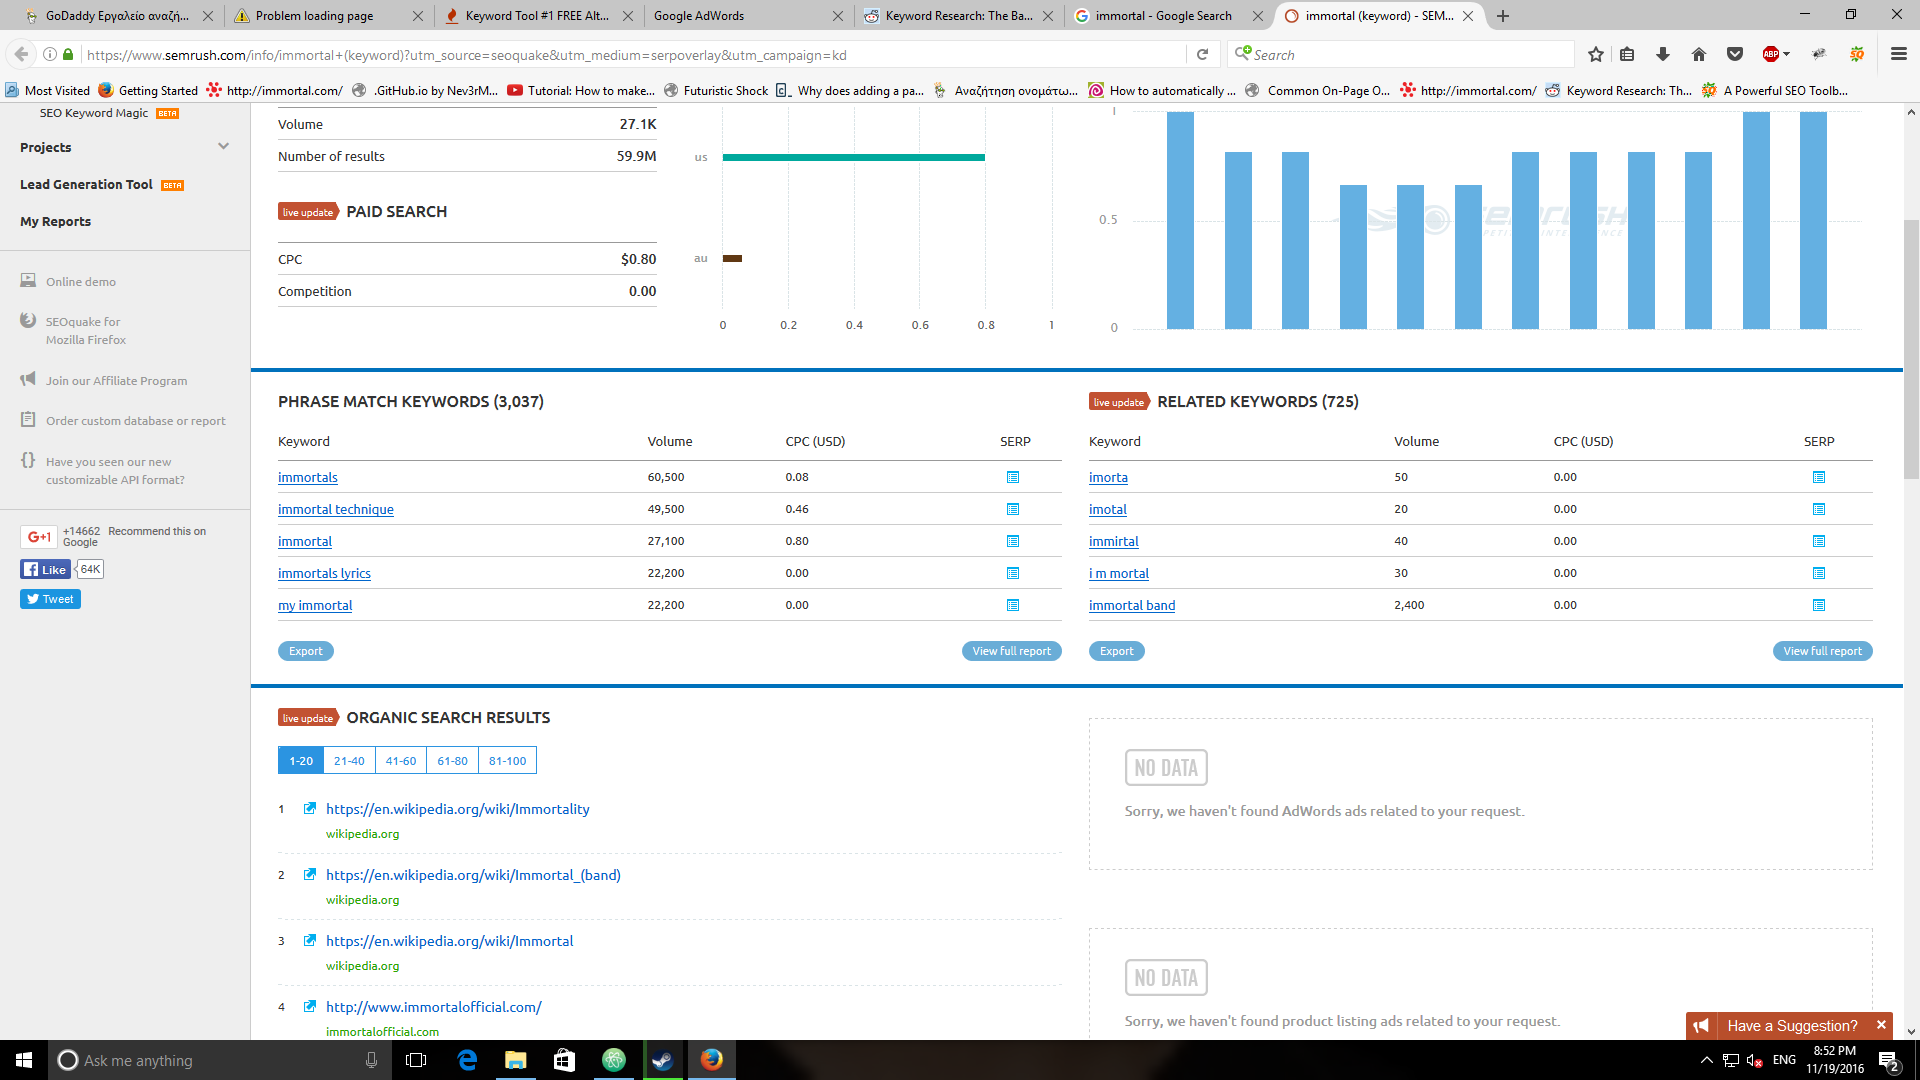 GoDaddy Εργαλείο αναζή...
Problem loading page
Keyword Tool #1 FREE Alt...
Google AdWords
Keyword Research: The Ba...
immortal - Google Search
immortal (keyword) - SEM...
https://www.semrush.com/info/immortal+(keyword)?utm_source=seoquake&utm_medium=serpoverlay&utm_campaign=kd
Search
ABP
Most Visited
Getting Started
http://immortal.com/
.GitHub.io by Nev3rM...
Tutorial: How to make...
Futuristic Shock
Why does adding a pa...
Αναζήτηση ονομάτω...
How to automatically ...
Common On-Page O...
http://immortal.com/
Keyword Research: Th...
A Powerful SEO Toolb...
SEO Keyword Magic BETA
Projects
Lead Generation Tool BETA
My Reports
Online demo
SEOquake for
Mozilla Firefox
Join our Affiliate Program
Order custom database or report
Have you seen our new
customizable API format?
G+1 +14662 Recommend this on
Google
Like 64K
Tweet
Volume 27.1K
Number of results 59.9M
live update PAID SEARCH
CPC $0.80
Competition 0.00
us
au
0 0.2 0.4 0.6 0.8 1
1
0.5
0
PHRASE MATCH KEYWORDS (3,037)
Keyword Volume CPC (USD) SERP
immortals 60,500 0.08
immortal technique 49,500 0.46
immortal 27,100 0.80
immortals lyrics 22,200 0.00
my immortal 22,200 0.00
Export View full report
live update RELATED KEYWORDS (725)
Keyword Volume CPC (USD) SERP
imorta 50 0.00
imotal 20 0.00
immirtal 40 0.00
i m mortal 30 0.00
immortal band 2,400 0.00
Export View full report
live update ORGANIC SEARCH RESULTS
1-20 21-40 41-60 61-80 81-100
1 https://en.wikipedia.org/wiki/Immortality
wikipedia.org
2 https://en.wikipedia.org/wiki/Immortal_(band)
wikipedia.org
3 https://en.wikipedia.org/wiki/Immortal
wikipedia.org
4 http://www.immortalofficial.com/
immortalofficial.com
NO DATA
Sorry, we haven't found AdWords ads related to your request.
NO DATA
Sorry, we haven't found product listing ads related to your request.
Have a Suggestion?
Ask me anything
ENG
8:52 PM
11/19/2016
2